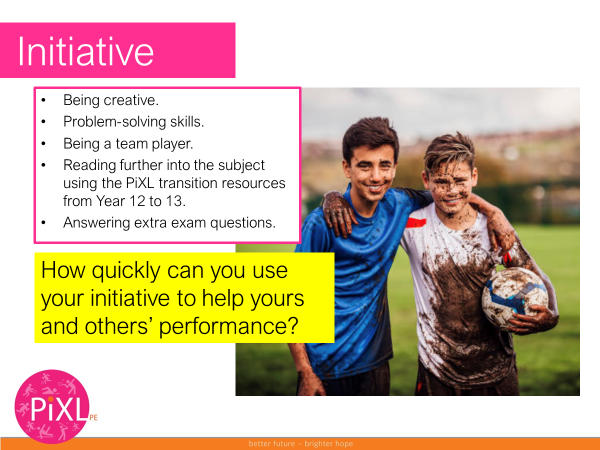 Initiative
• Being creative.
• Problem-solving skills.
• Being a team player.
• Reading further into the subject
using the PiXL transition resources
from Year 12 to 13.
• Answering extra exam questions.
How quickly can you use
your initiative to help yours
and others’ performance?
PiXL
PE
better future – brighter hope